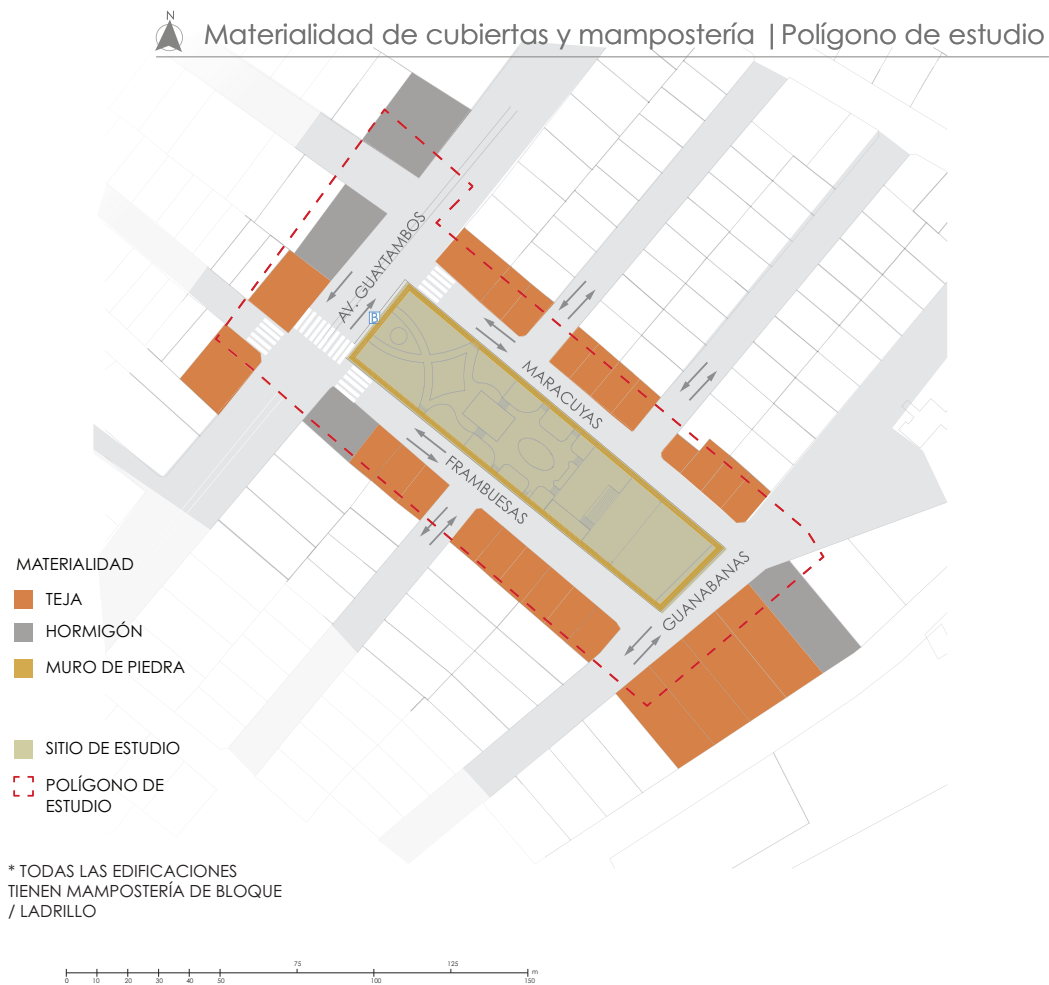 N
Materialidad de cubiertas y mampostería | Polígono de estudio
AV. GUAYTAMBOS
B
MARACUYAS
FRAMBUESAS
GUANABANAS
MATERIALIDAD
TEJA
HORMIGÓN
MURO DE PIEDRA
SITIO DE ESTUDIO
POLÍGONO DE
ESTUDIO
* TODAS LAS EDIFICACIONES
TIENEN MAMPOSTERÍA DE BLOQUE
/ LADRILLO
75 125
m
0 10 20 30 40 50 100 150